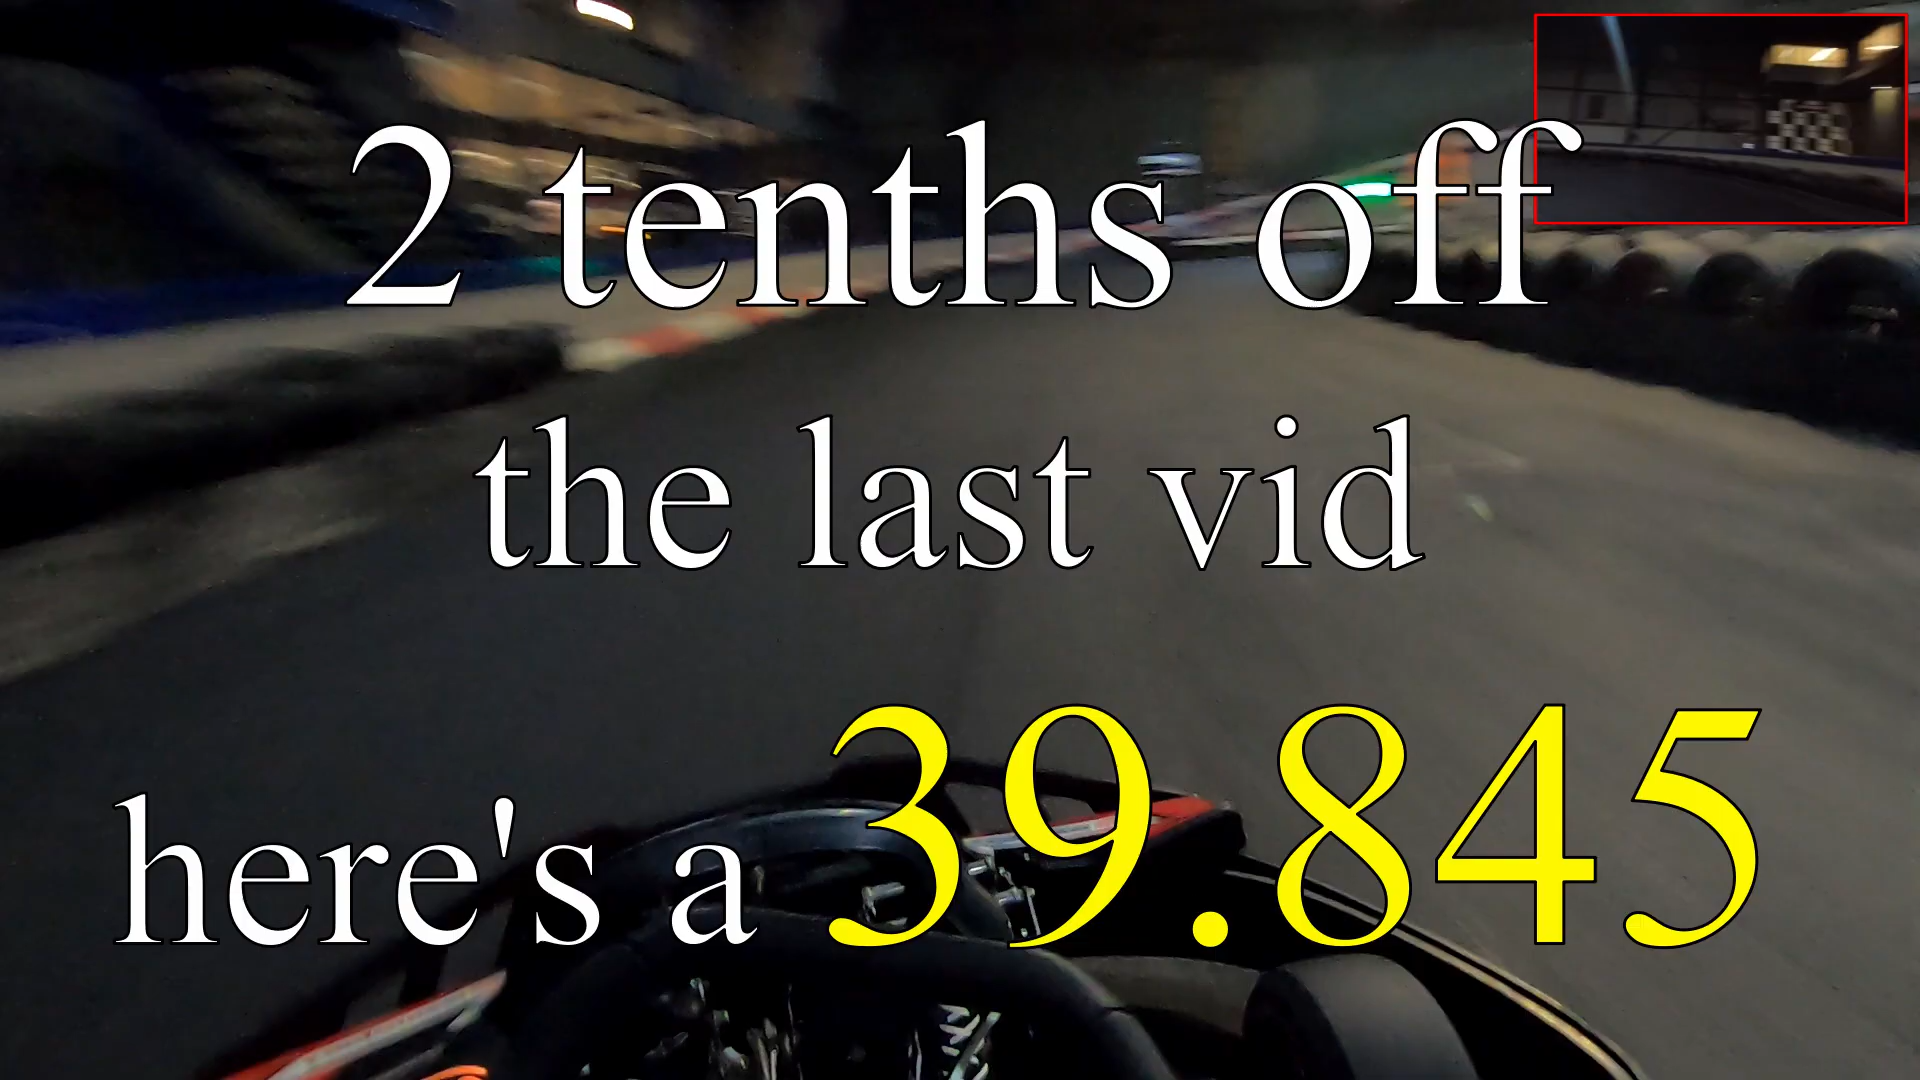 2 tenths off
the last vid
here's a 39.845